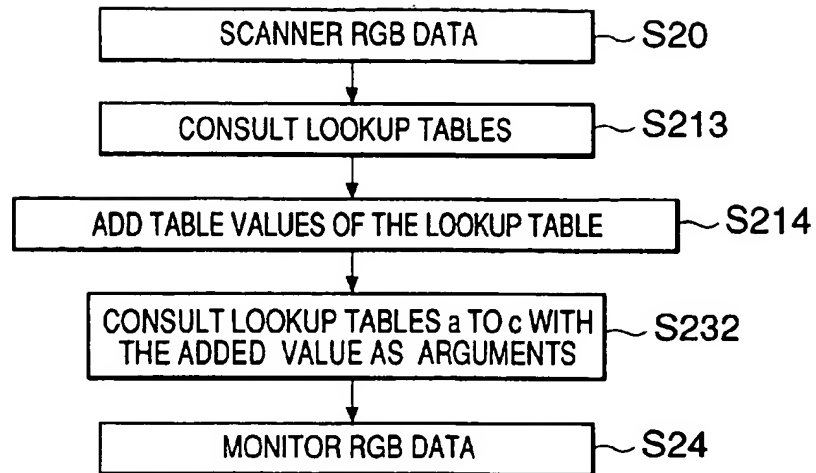 SCANNER RGB DATA S20
CONSULT LOOKUP TABLES S213
ADD TABLE VALUES OF THE LOOKUP TABLE S214
CONSULT LOOKUP TABLES a TO c WITH
THE ADDED VALUE AS ARGUMENTS S232
MONITOR RGB DATA S24